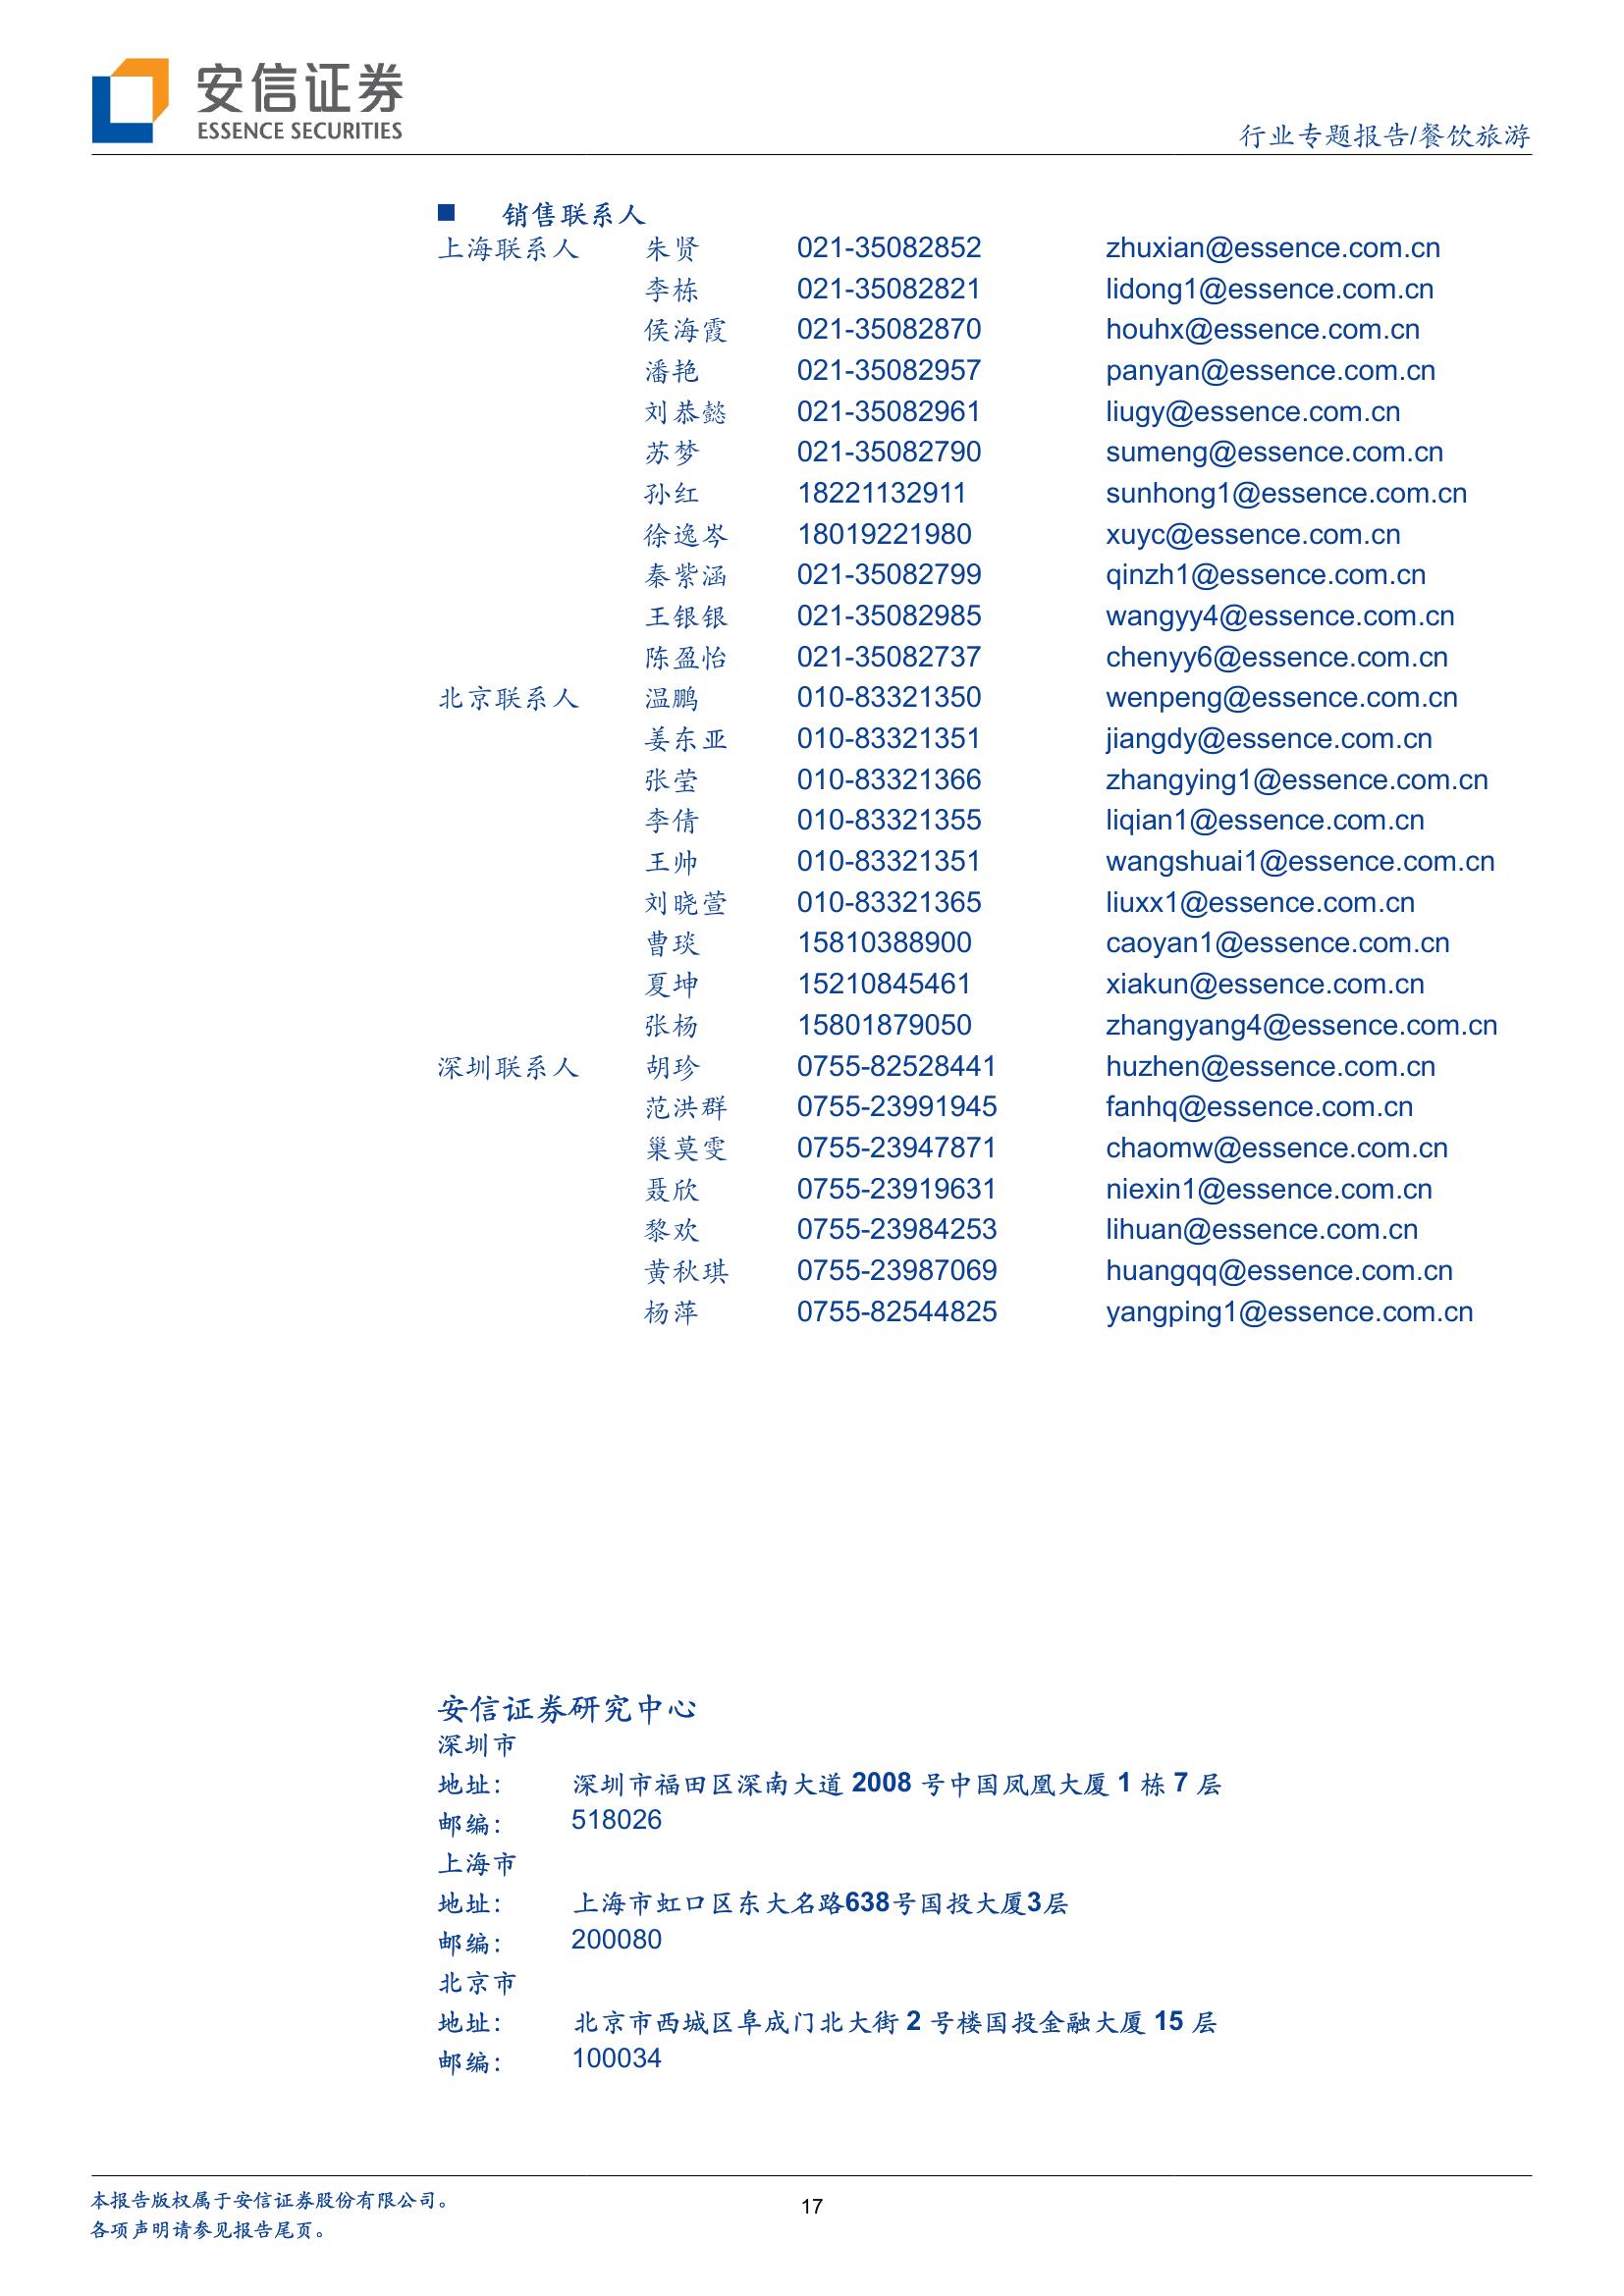 安信证券
ESSENCE SECURITIES
行业专题报告/餐饮旅游
■ 销售联系人
上海联系人 朱贤 021-35082852 zhuxian@essence.com.cn
李栋 021-35082821 lidong1@essence.com.cn
侯海霞 021-35082870 houhx@essence.com.cn
潘艳 021-35082957 panyan@essence.com.cn
刘恭懿 021-35082961 liugy@essence.com.cn
苏梦 021-35082790 sumeng@essence.com.cn
孙红 18221132911 sunhong1@essence.com.cn
徐逸岑 18019221980 xuyc@essence.com.cn
秦紫涵 021-35082799 qinzh1@essence.com.cn
王银银 021-35082985 wangyy4@essence.com.cn
陈盈怡 021-35082737 chenyy6@essence.com.cn
北京联系人 温鹏 010-83321350 wenpeng@essence.com.cn
姜东亚 010-83321351 jiangdy@essence.com.cn
张莹 010-83321366 zhangying1@essence.com.cn
李倩 010-83321355 liqian1@essence.com.cn
王帅 010-83321351 wangshuai1@essence.com.cn
刘晓萱 010-83321365 liuxx1@essence.com.cn
曹琰 15810388900 caoyan1@essence.com.cn
夏坤 15210845461 xiakun@essence.com.cn
张杨 15801879050 zhangyang4@essence.com.cn
深圳联系人 胡珍 0755-82528441 huzhen@essence.com.cn
范洪群 0755-23991945 fanhq@essence.com.cn
巢莫雯 0755-23947871 chaomw@essence.com.cn
聂欣 0755-23919631 niexin1@essence.com.cn
黎欢 0755-23984253 lihuan@essence.com.cn
黄秋琪 0755-23987069 huangqq@essence.com.cn
杨萍 0755-82544825 yangping1@essence.com.cn
安信证券研究中心
深圳市
地址： 深圳市福田区深南大道 2008 号中国凤凰大厦 1 栋 7 层
邮编： 518026
上海市
地址： 上海市虹口区东大名路638号国投大厦3层
邮编： 200080
北京市
地址： 北京市西城区阜成门北大街 2 号楼国投金融大厦 15 层
邮编： 100034
本报告版权属于安信证券股份有限公司。
各项声明请参见报告尾页。
17